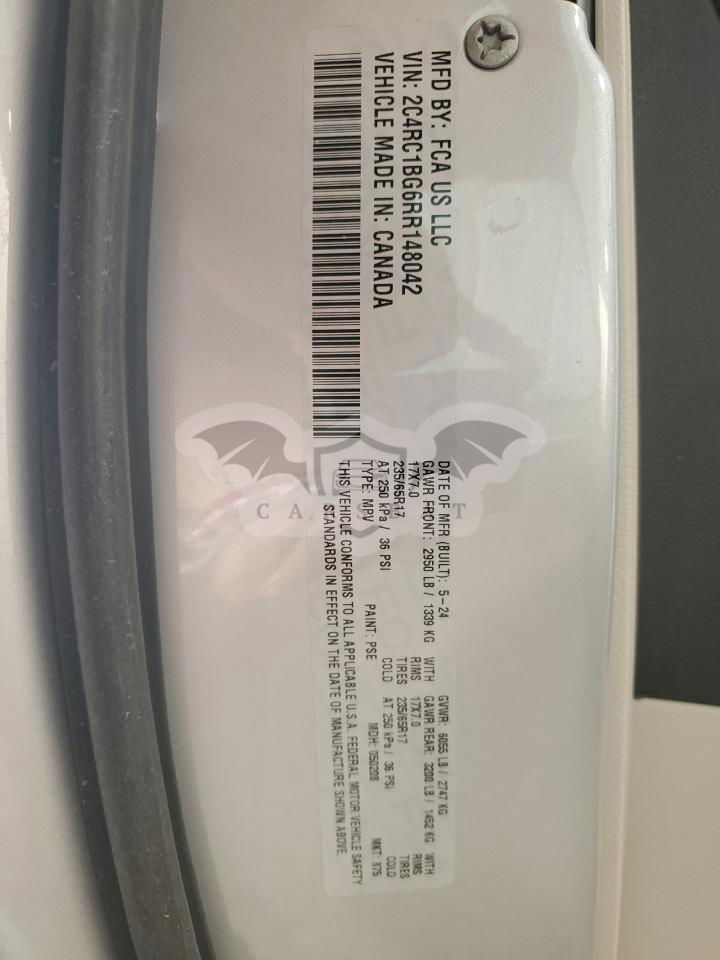 MFD BY: FCA US LLC
VIN: 2C4RC1BG6RR148042
VEHICLE MADE IN: CANADA
DATE OF MFR (BUILT): 5-24 GVWR: 6055 LB / 2747 KG
GAWR FRONT: 2950 LB / 1339 KG WITH GAWR REAR: 3200 LB / 1452 KG WITH
17X7.0 RIMS 17X7.0 RIMS
235/65R17 TIRES 235/65R17 TIRES
AT 250 kPa / 36 PSI COLD AT 250 kPa / 36 PSI COLD
TYPE: MPV PAINT: PSE MDH: 050208 MKT: 875
THIS VEHICLE CONFORMS TO ALL APPLICABLE U.S.A. FEDERAL MOTOR VEHICLE SAFETY
STANDARDS IN EFFECT ON THE DATE OF MANUFACTURE SHOWN ABOVE.